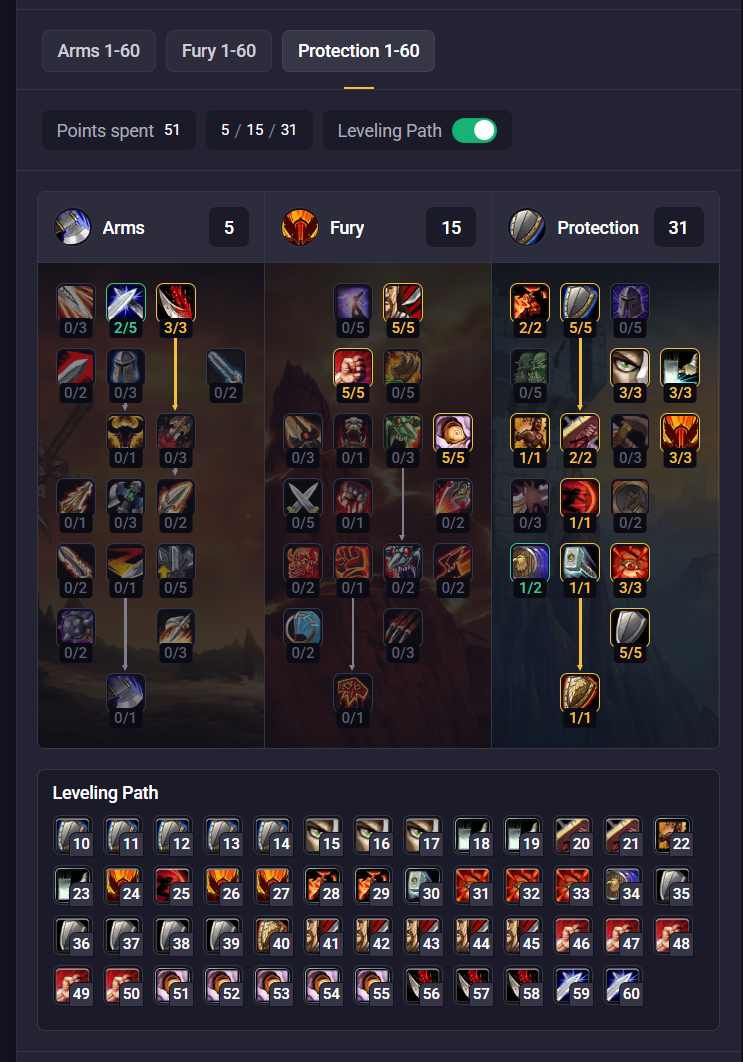 Arms 1-60 Fury 1-60 Protection 1-60
Points spent 51 5 / 15 / 31 Leveling Path
Arms 5 Fury 15 Protection 31
0/3 2/5 3/3 0/5 5/5 2/2 5/5 0/5
0/2 0/3 0/2 5/5 0/5 0/5 3/3 3/3
0/1 0/3 0/3 0/1 0/3 5/5 1/1 2/2 0/3 3/3
0/1 0/3 0/2 0/5 0/1 0/2 0/3 1/1 0/2
0/2 0/1 0/5 0/2 0/1 0/2 0/2 1/2 1/1 3/3
0/2 0/3 0/2 0/3 5/5
0/1 0/1 1/1
Leveling Path
10 11 12 13 14 15 16 17 18 19 20 21 22
23 24 25 26 27 28 29 30 31 32 33 34 35
36 37 38 39 40 41 42 43 44 45 46 47 48
49 50 51 52 53 54 55 56 57 58 59 60